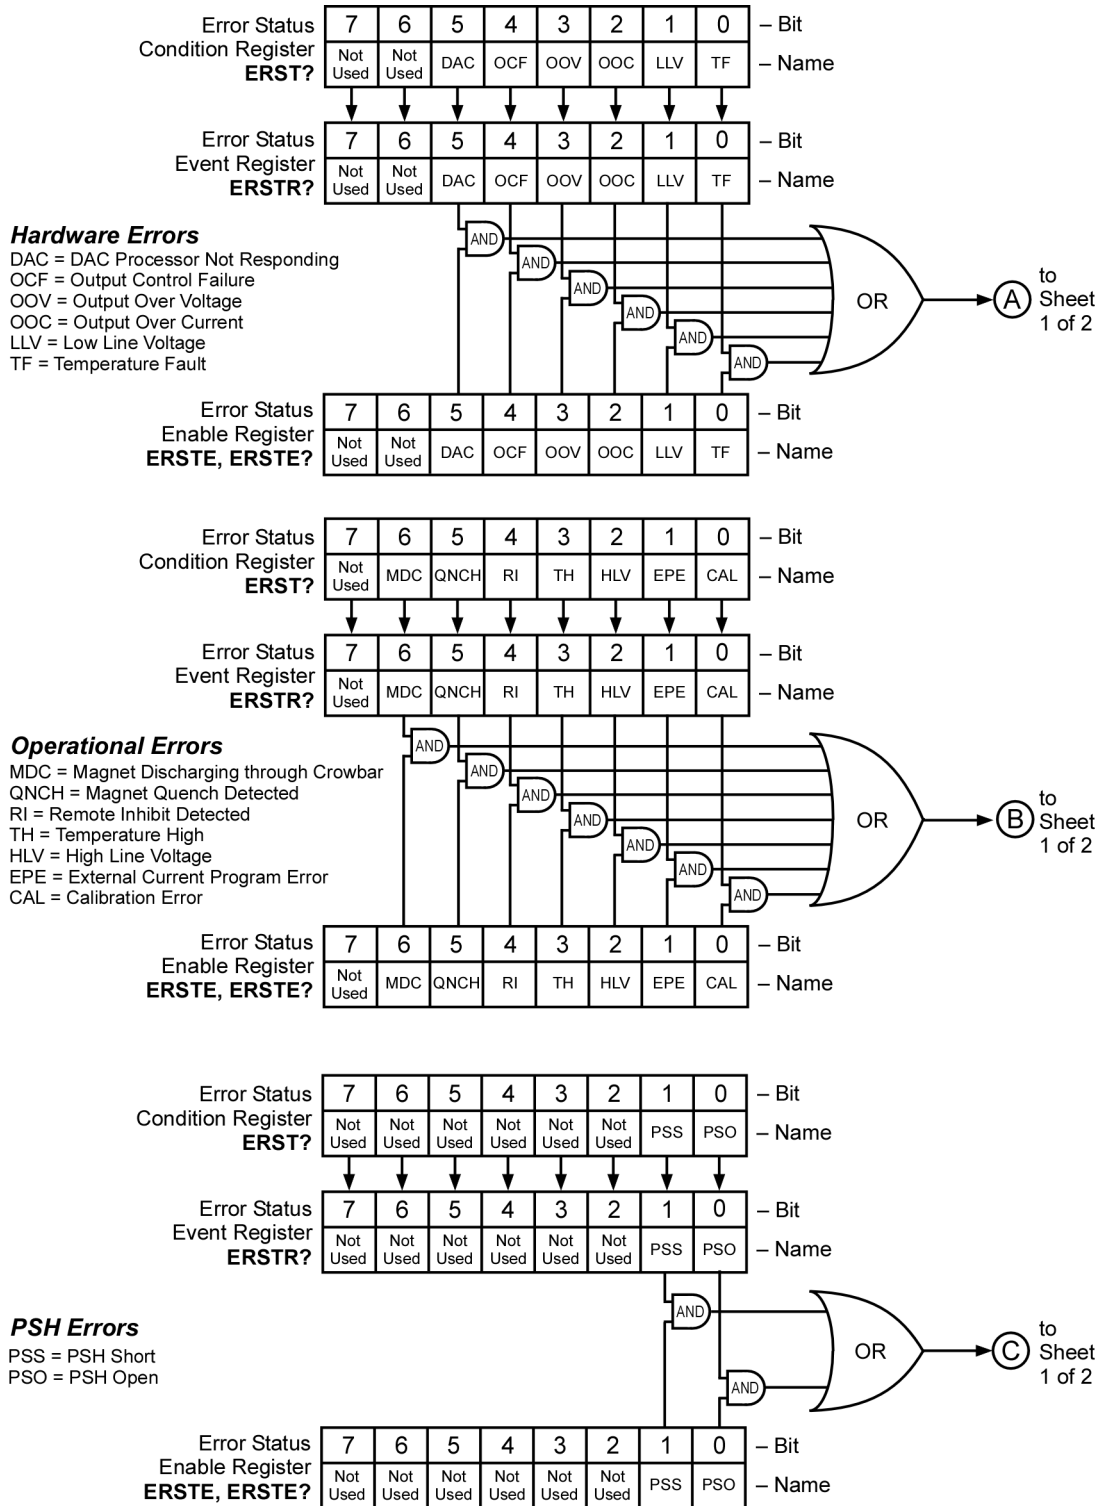 Error Status 7 6 5 4 3 2 1 0 – Bit
Condition Register
ERST? Not Used Not Used DAC OCF OOV OOC LLV TF – Name
Error Status 7 6 5 4 3 2 1 0 – Bit
Event Register
ERSTR? Not Used Not Used DAC OCF OOV OOC LLV TF – Name
Hardware Errors
DAC = DAC Processor Not Responding
OCF = Output Control Failure
OOV = Output Over Voltage
OOC = Output Over Current
LLV = Low Line Voltage
TF = Temperature Fault
AND
AND
AND
AND
AND
AND
OR
A
to
Sheet
1 of 2
Error Status 7 6 5 4 3 2 1 0 – Bit
Enable Register
ERSTE, ERSTE? Not Used Not Used DAC OCF OOV OOC LLV TF – Name
Error Status 7 6 5 4 3 2 1 0 – Bit
Condition Register
ERST? Not Used MDC QNCH RI TH HLV EPE CAL – Name
Error Status 7 6 5 4 3 2 1 0 – Bit
Event Register
ERSTR? Not Used MDC QNCH RI TH HLV EPE CAL – Name
Operational Errors
MDC = Magnet Discharging through Crowbar
QNCH = Magnet Quench Detected
RI = Remote Inhibit Detected
TH = Temperature High
HLV = High Line Voltage
EPE = External Current Program Error
CAL = Calibration Error
AND
AND
AND
AND
AND
AND
AND
OR
B
to
Sheet
1 of 2
Error Status 7 6 5 4 3 2 1 0 – Bit
Enable Register
ERSTE, ERSTE? Not Used MDC QNCH RI TH HLV EPE CAL – Name
Error Status 7 6 5 4 3 2 1 0 – Bit
Condition Register
ERST? Not Used Not Used Not Used Not Used Not Used Not Used PSS PSO – Name
Error Status 7 6 5 4 3 2 1 0 – Bit
Event Register
ERSTR? Not Used Not Used Not Used Not Used Not Used Not Used PSS PSO – Name
PSH Errors
PSS = PSH Short
PSO = PSH Open
AND
AND
OR
C
to
Sheet
1 of 2
Error Status 7 6 5 4 3 2 1 0 – Bit
Enable Register
ERSTE, ERSTE? Not Used Not Used Not Used Not Used Not Used Not Used PSS PSO – Name